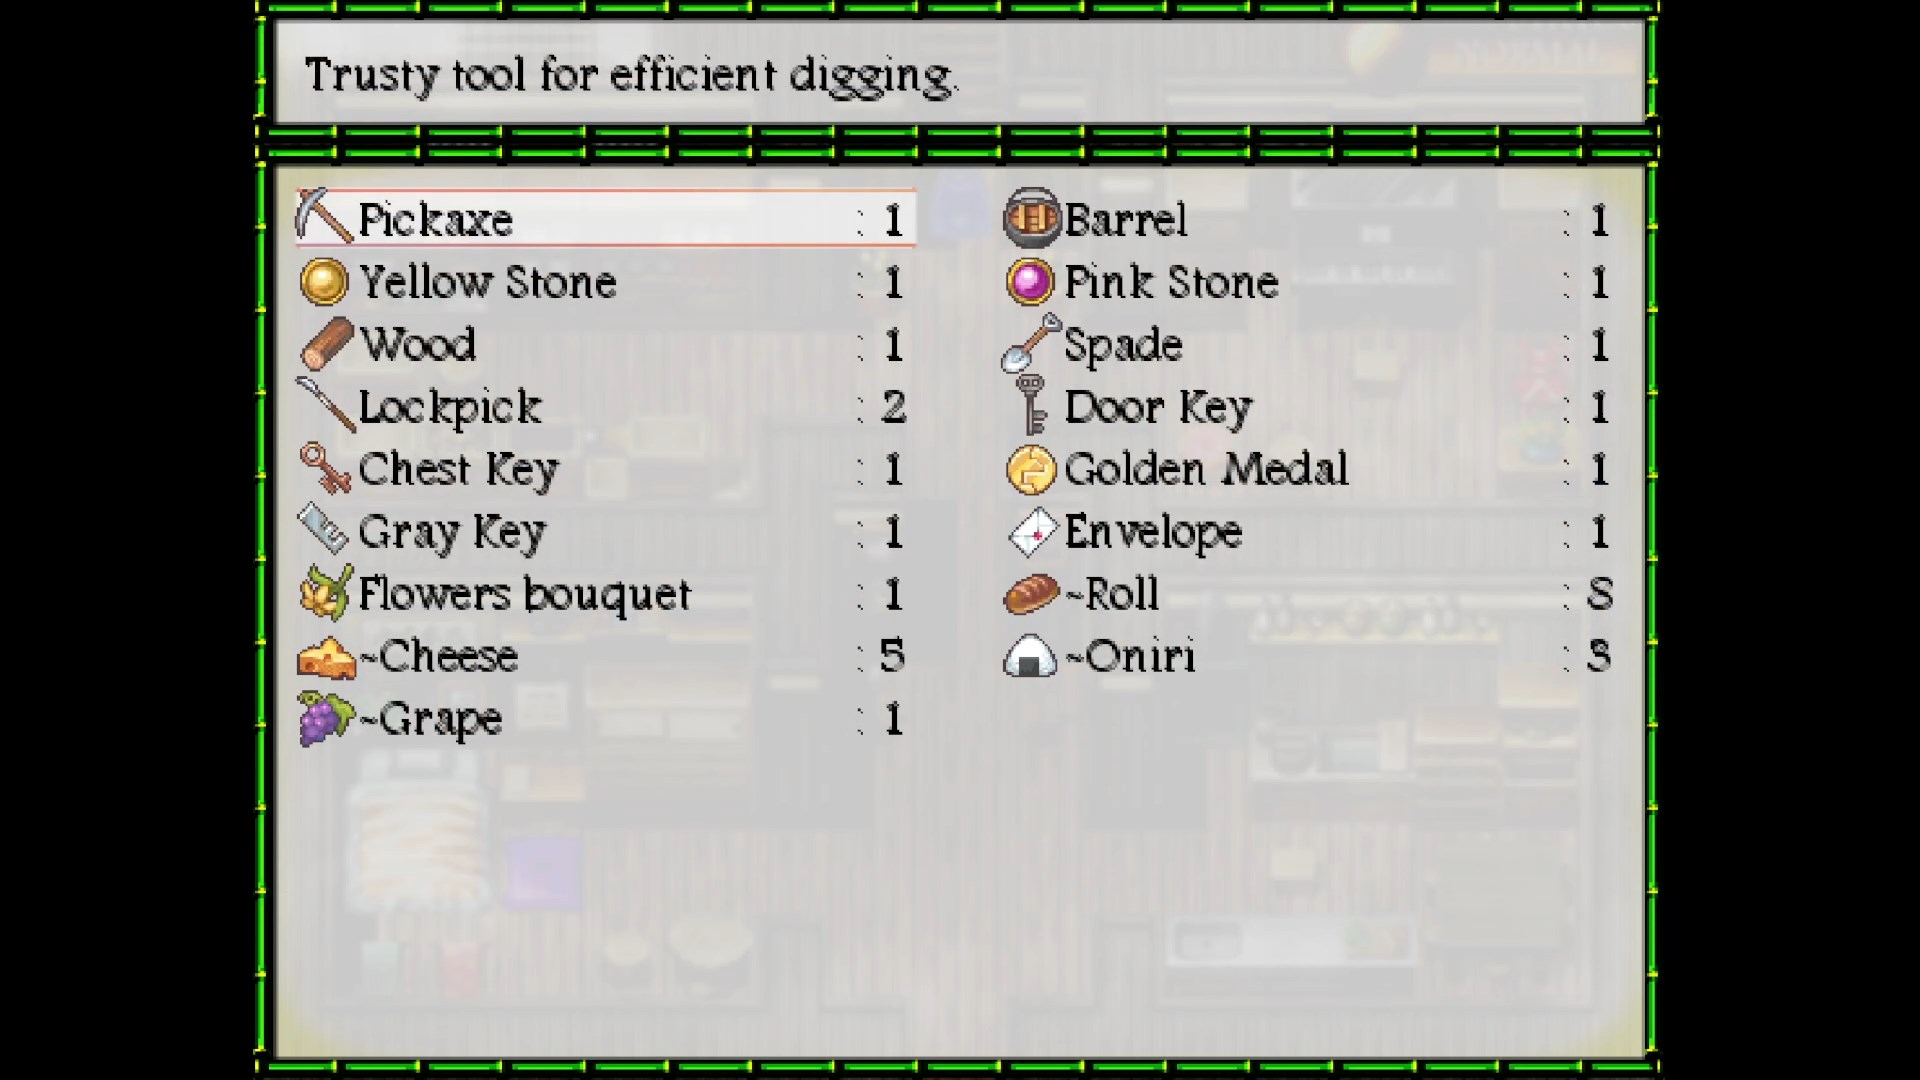 Trusty tool for efficient digging.
Pickaxe : 1
Barrel : 1
Yellow Stone : 1
Pink Stone : 1
Wood : 1
Spade : 1
Lockpick : 2
Door Key : 1
Chest Key : 1
Golden Medal : 1
Gray Key : 1
Envelope : 1
Flowers bouquet : 1
~Roll : S
~Cheese : 5
~Oniri : S
~Grape : 1